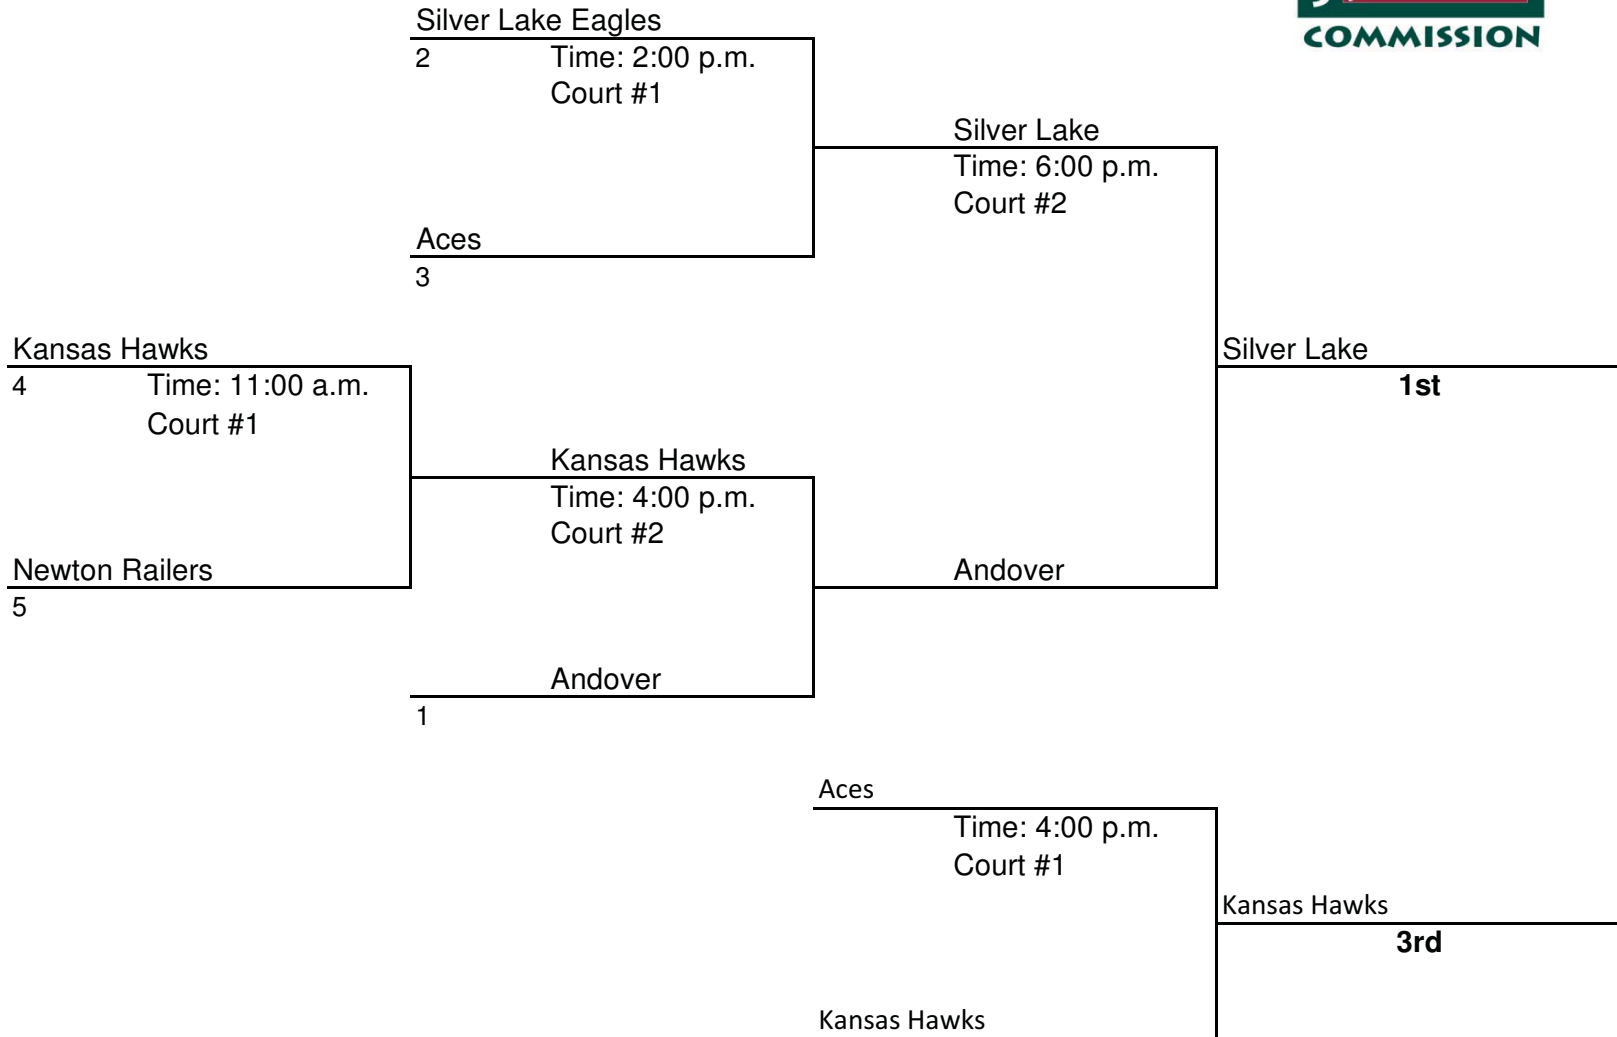 COMMISSION
Silver Lake Eagles
2 Time: 2:00 p.m.
Court #1
Silver Lake
Time: 6:00 p.m.
Court #2
Aces
3
Kansas Hawks
4 Time: 11:00 a.m.
Court #1
Silver Lake
1st
Kansas Hawks
Time: 4:00 p.m.
Court #2
Newton Railers
5
Andover
Andover
1
Aces
Time: 4:00 p.m.
Court #1
Kansas Hawks
3rd
Kansas Hawks